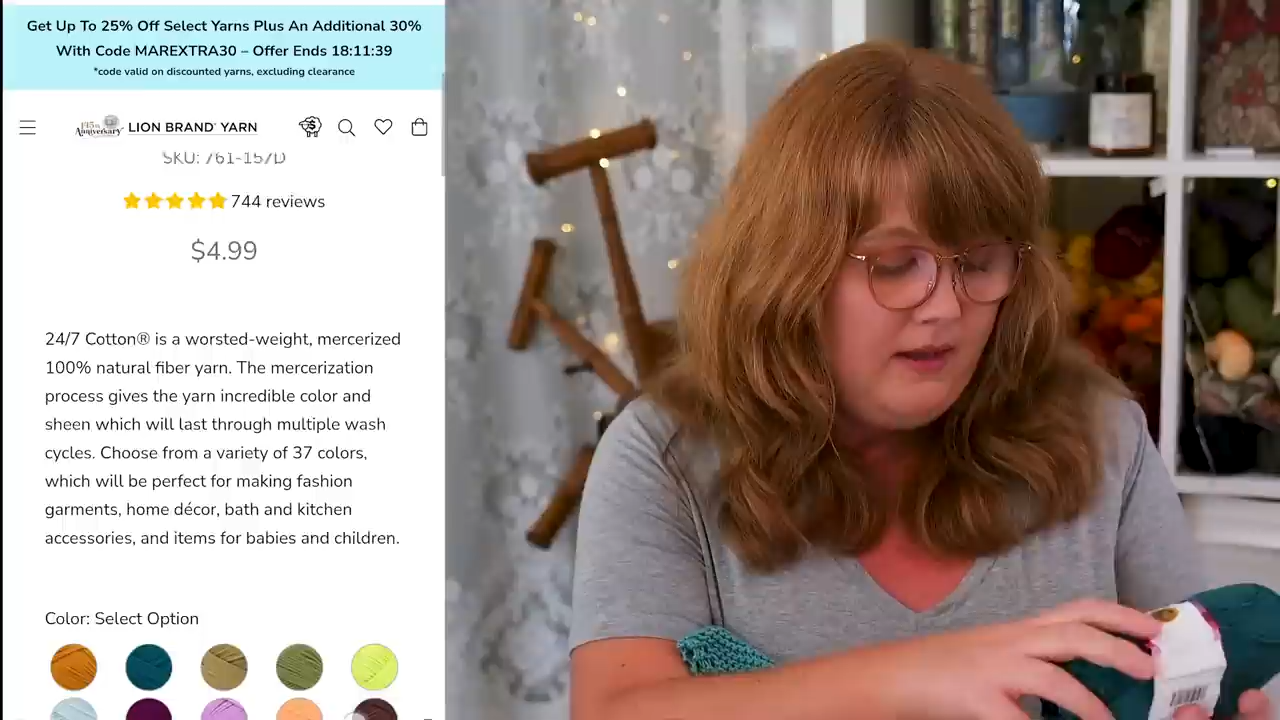 Get Up To 25% Off Select Yarns Plus An Additional 30%
With Code MAREXTRA30 – Offer Ends 18:11:39
*code valid on discounted yarns, excluding clearance
Anniversary LION BRAND® YARN
SKU: 761-157D
744 reviews
$4.99
24/7 Cotton® is a worsted-weight, mercerized
100% natural fiber yarn. The mercerization
process gives the yarn incredible color and
sheen which will last through multiple wash
cycles. Choose from a variety of 37 colors,
which will be perfect for making fashion
garments, home décor, bath and kitchen
accessories, and items for babies and children.
Color: Select Option